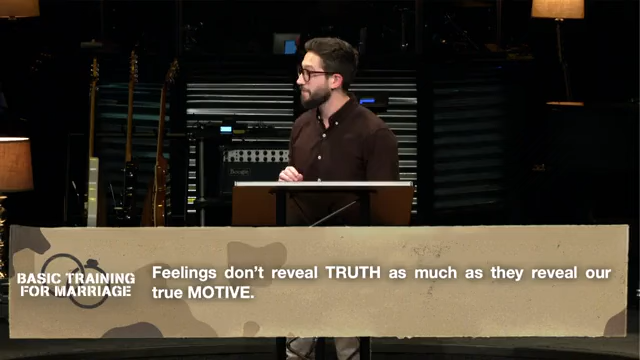 BASIC TRAINING
FOR MARRIAGE
Feelings don't reveal TRUTH as much as they reveal our
true MOTIVE.